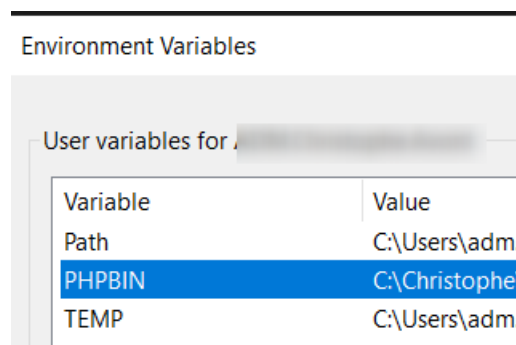 Environment Variables
User variables for
Variable Value
Path C:\Users\adm
PHPBIN C:\Christophe
TEMP C:\Users\adm